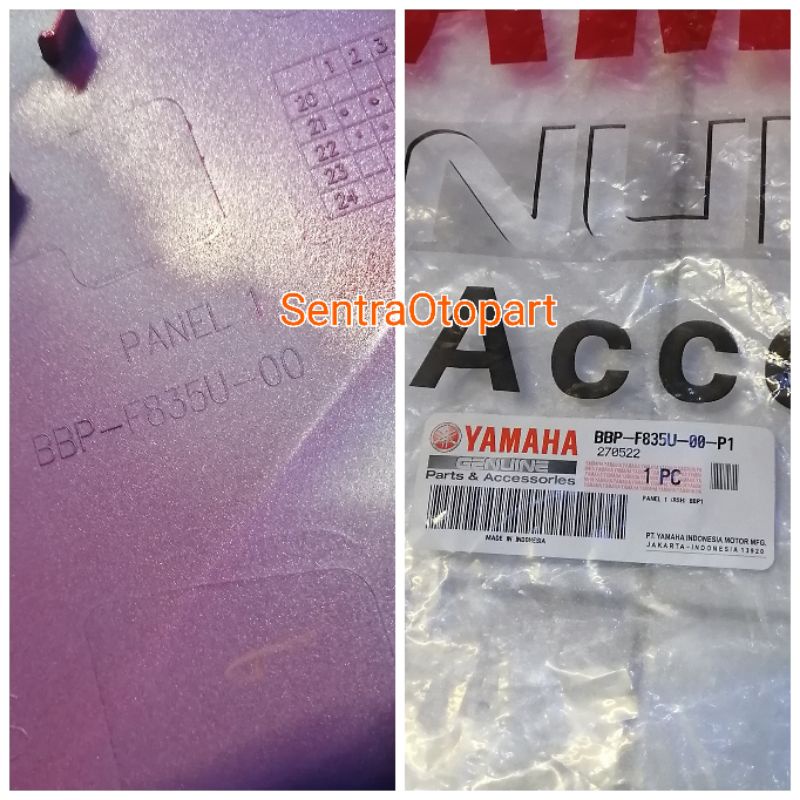 1 2 3
20
21
22
23
24
PANEL 1
BBP-F835U-00
SentraOtopart
Acc
YAMAHA
GENUINE
Parts & Accessories
BBP-F835U-00-P1
270522
1 PC
PANEL 1
BBP1
MADE IN INDONESIA
PT. YAMAHA INDONESIA MOTOR MFG.
JAKARTA-INDONESIA 13920